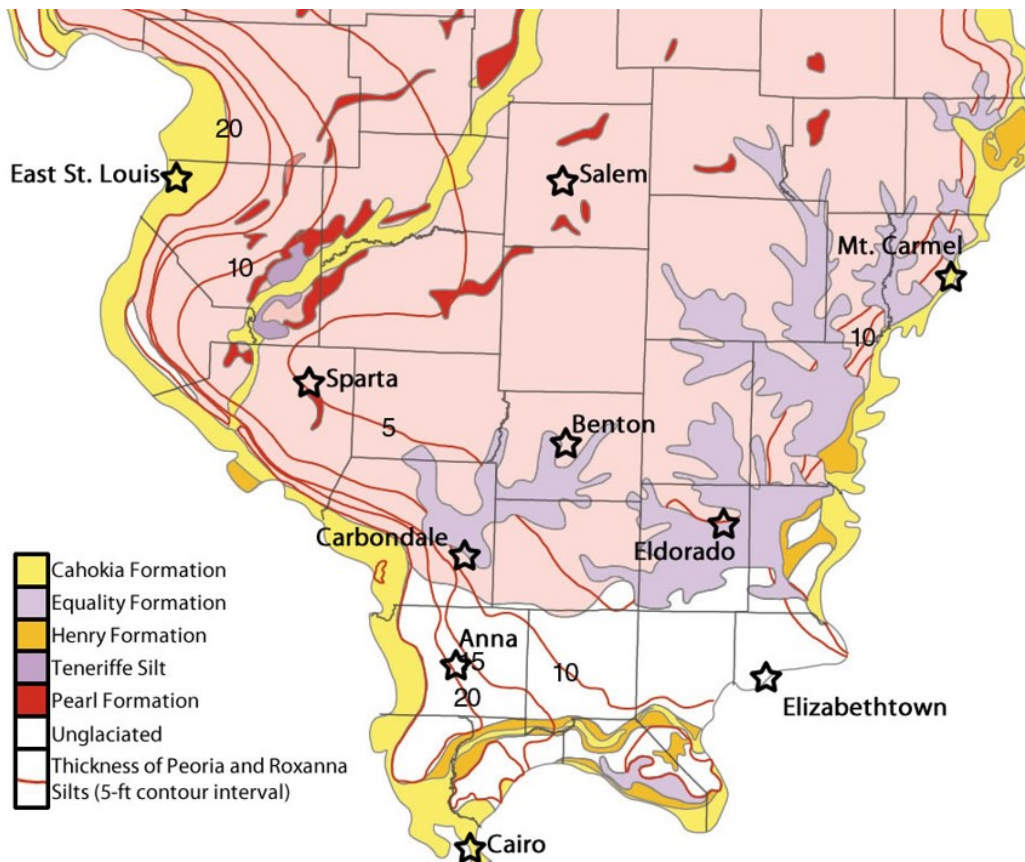 20
East St. Louis
Salem
Mt. Carmel
10
10
Sparta
Benton
5
Carbondale
Eldorado
Cahokia Formation
Equality Formation
Henry Formation
Teneriffe Silt
Pearl Formation
Unglaciated
Thickness of Peoria and Roxanna
Silts (5-ft contour interval)
Anna
15
10
20
Elizabethtown
Cairo